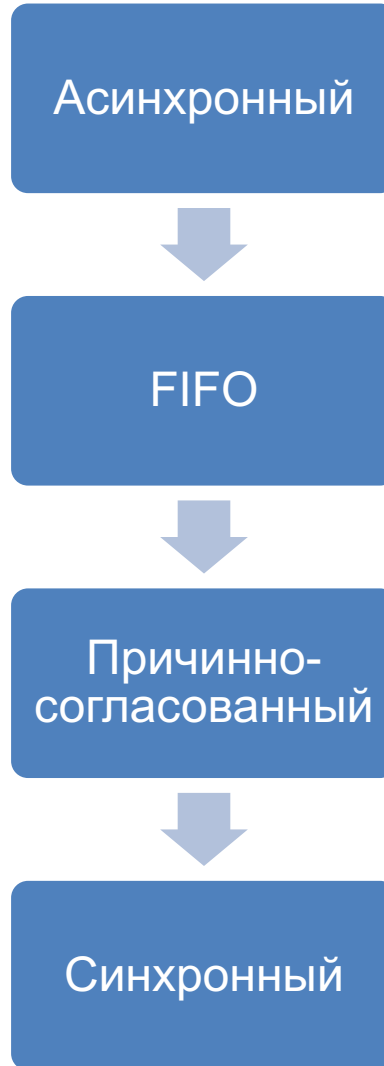 Асинхронный
FIFO
Причинно-
согласованный
Синхронный